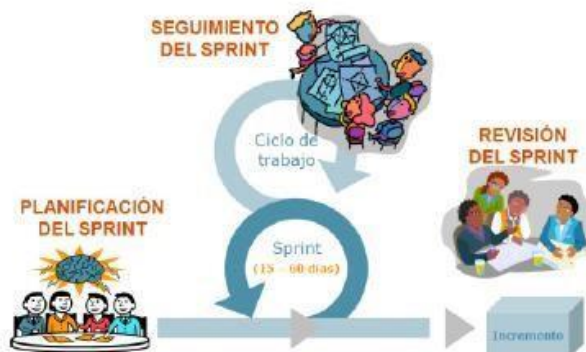 SEGUIMIENTO
DEL SPRINT
Ciclo de
trabajo
REVISIÓN
DEL SPRINT
PLANIFICACIÓN
DEL SPRINT
Sprint
(15 - 60 días)
Incremento